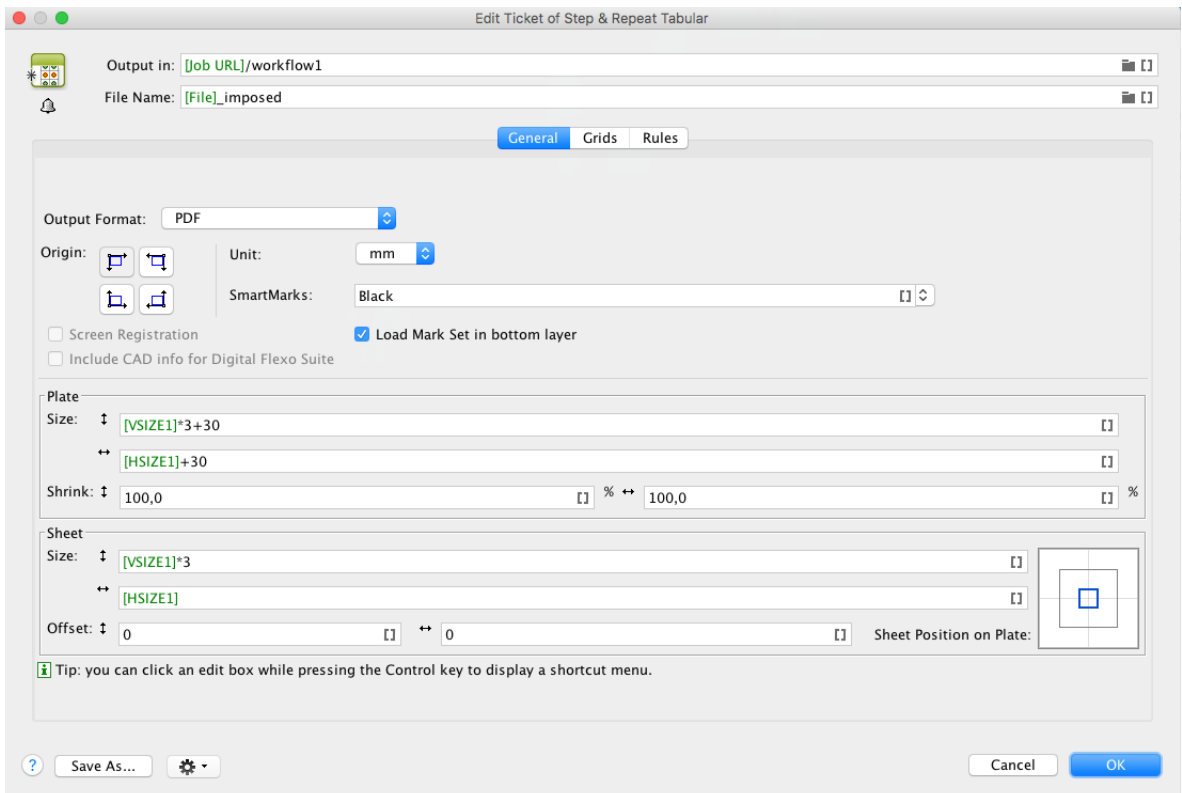 Edit Ticket of Step & Repeat Tabular
Output in: [Job URL]/workflow1
File Name: [File]_imposed
General Grids Rules
Output Format: PDF
Origin:
Unit: mm
SmartMarks: Black
Screen Registration
Load Mark Set in bottom layer
Include CAD info for Digital Flexo Suite
Plate
Size: [VSIZE1]*3+30
[HSIZE1]+30
Shrink: 100,0 % 100,0 %
Sheet
Size: [VSIZE1]*3
[HSIZE1]
Offset: 0 0 Sheet Position on Plate:
Tip: you can click an edit box while pressing the Control key to display a shortcut menu.
? Save As... Cancel OK